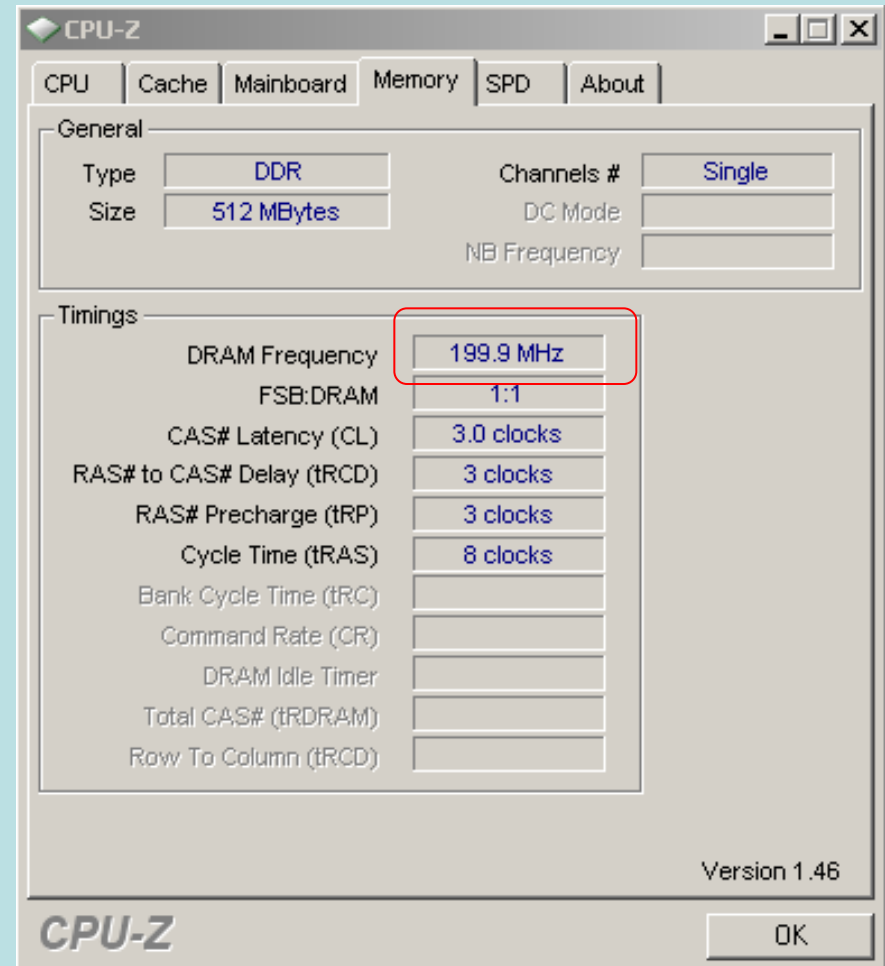 CPU-Z
CPU Cache Mainboard Memory SPD About
General
Type DDR Channels # Single
Size 512 MBytes DC Mode
NB Frequency
Timings
DRAM Frequency 199.9 MHz
FSB:DRAM 1:1
CAS# Latency (CL) 3.0 clocks
RAS# to CAS# Delay (tRCD) 3 clocks
RAS# Precharge (tRP) 3 clocks
Cycle Time (tRAS) 8 clocks
Bank Cycle Time (tRC)
Command Rate (CR)
DRAM Idle Timer
Total CAS# (tRDRAM)
Row To Column (tRCD)
Version 1.46
CPU-Z OK